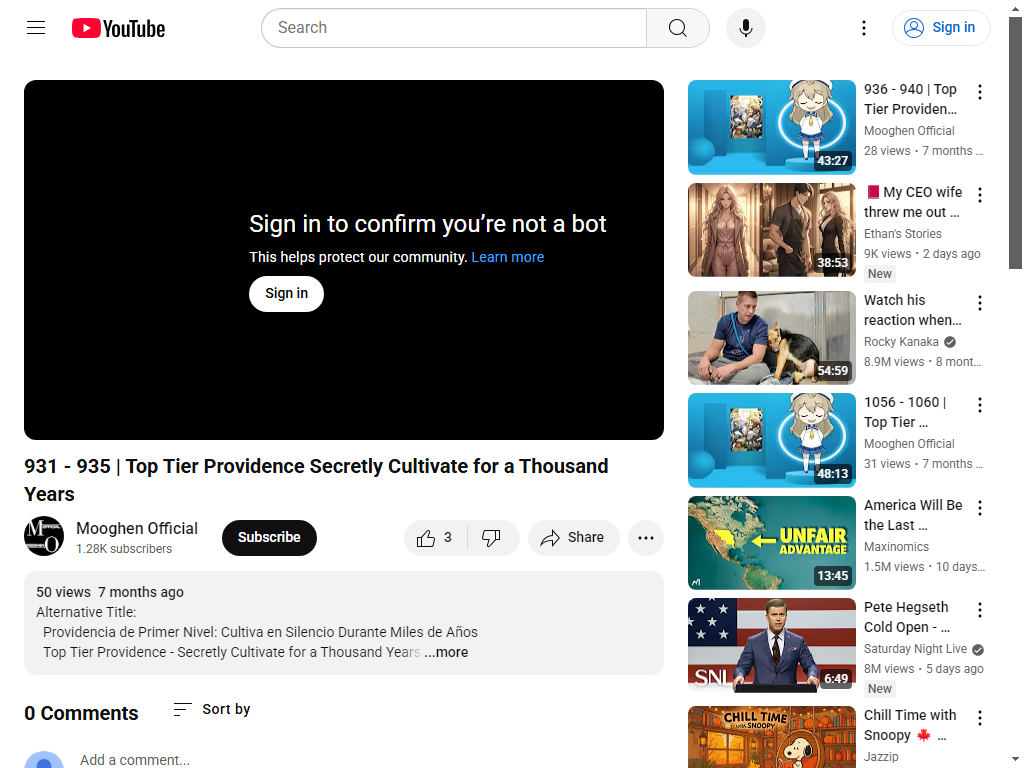 YouTube
Search
Sign in
Sign in to confirm you’re not a bot
This helps protect our community. Learn more
Sign in
931 - 935 | Top Tier Providence Secretly Cultivate for a Thousand
Years
Mooghen Official
1.28K subscribers
Subscribe
3
Share
50 views 7 months ago
Alternative Title:
Providencia de Primer Nivel: Cultiva en Silencio Durante Miles de Años
Top Tier Providence - Secretly Cultivate for a Thousand Years ...more
0 Comments
Sort by
Add a comment...
43:27
936 - 940 | Top
Tier Providen...
Mooghen Official
28 views • 7 months ...
38:53
My CEO wife
threw me out ...
Ethan's Stories
9K views • 2 days ago
New
54:59
Watch his
reaction when...
Rocky Kanaka
8.9M views • 8 mont...
48:13
1056 - 1060 |
Top Tier ...
Mooghen Official
31 views • 7 months ...
UNFAIR
ADVANTAGE
13:45
America Will Be
the Last ...
Maxinomics
1.5M views • 10 days...
SNL
6:49
Pete Hegseth
Cold Open - ...
Saturday Night Live
8M views • 5 days ago
New
CHILL TIME
SNOOPY
Chill Time with
Snoopy 🍁 ...
Jazzip